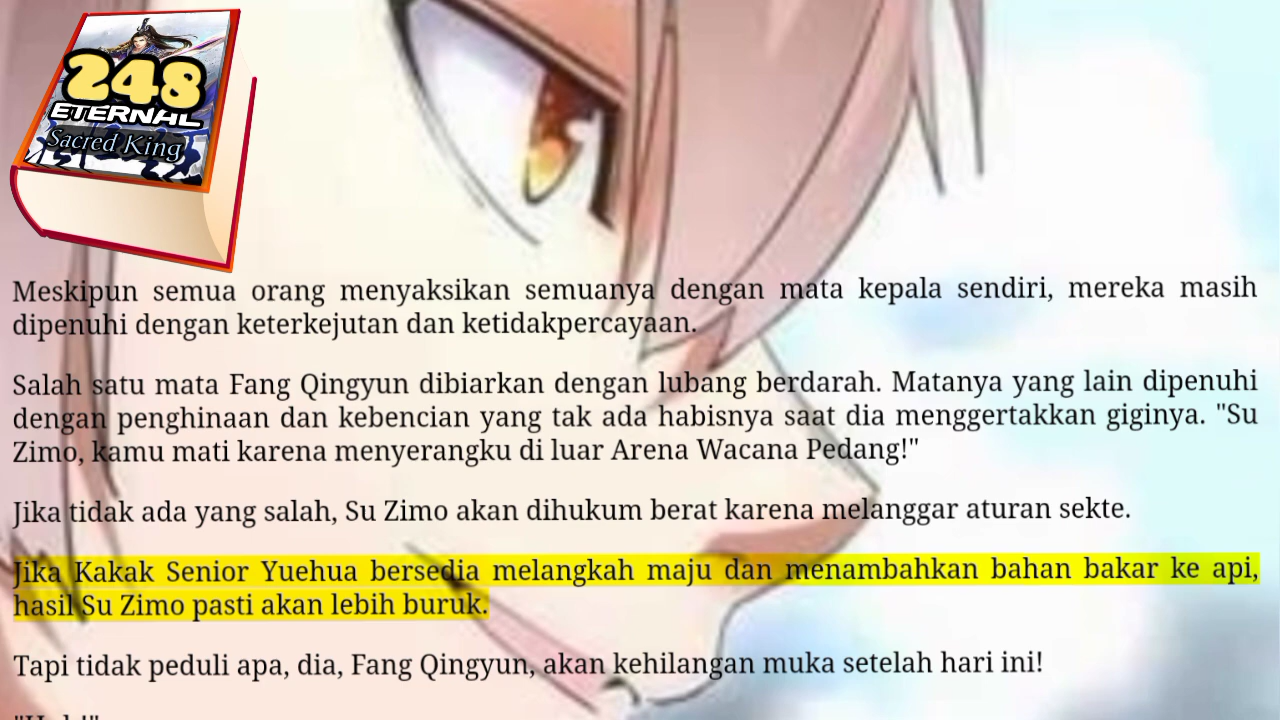 248
ETERNAL
Sacred King
Meskipun semua orang menyaksikan semuanya dengan mata kepala sendiri, mereka masih
dipenuhi dengan keterkejutan dan ketidakpercayaan.
Salah satu mata Fang Qingyun dibiarkan dengan lubang berdarah. Matanya yang lain dipenuhi
dengan penghinaan dan kebencian yang tak ada habisnya saat dia menggertakkan giginya. "Su
Zimo, kamu mati karena menyerangku di luar Arena Wacana Pedang!"
Jika tidak ada yang salah, Su Zimo akan dihukum berat karena melanggar aturan sekte.
Jika Kakak Senior Yuehua bersedia melangkah maju dan menambahkan bahan bakar ke api,
hasil Su Zimo pasti akan lebih buruk.
Tapi tidak peduli apa, dia, Fang Qingyun, akan kehilangan muka setelah hari ini!